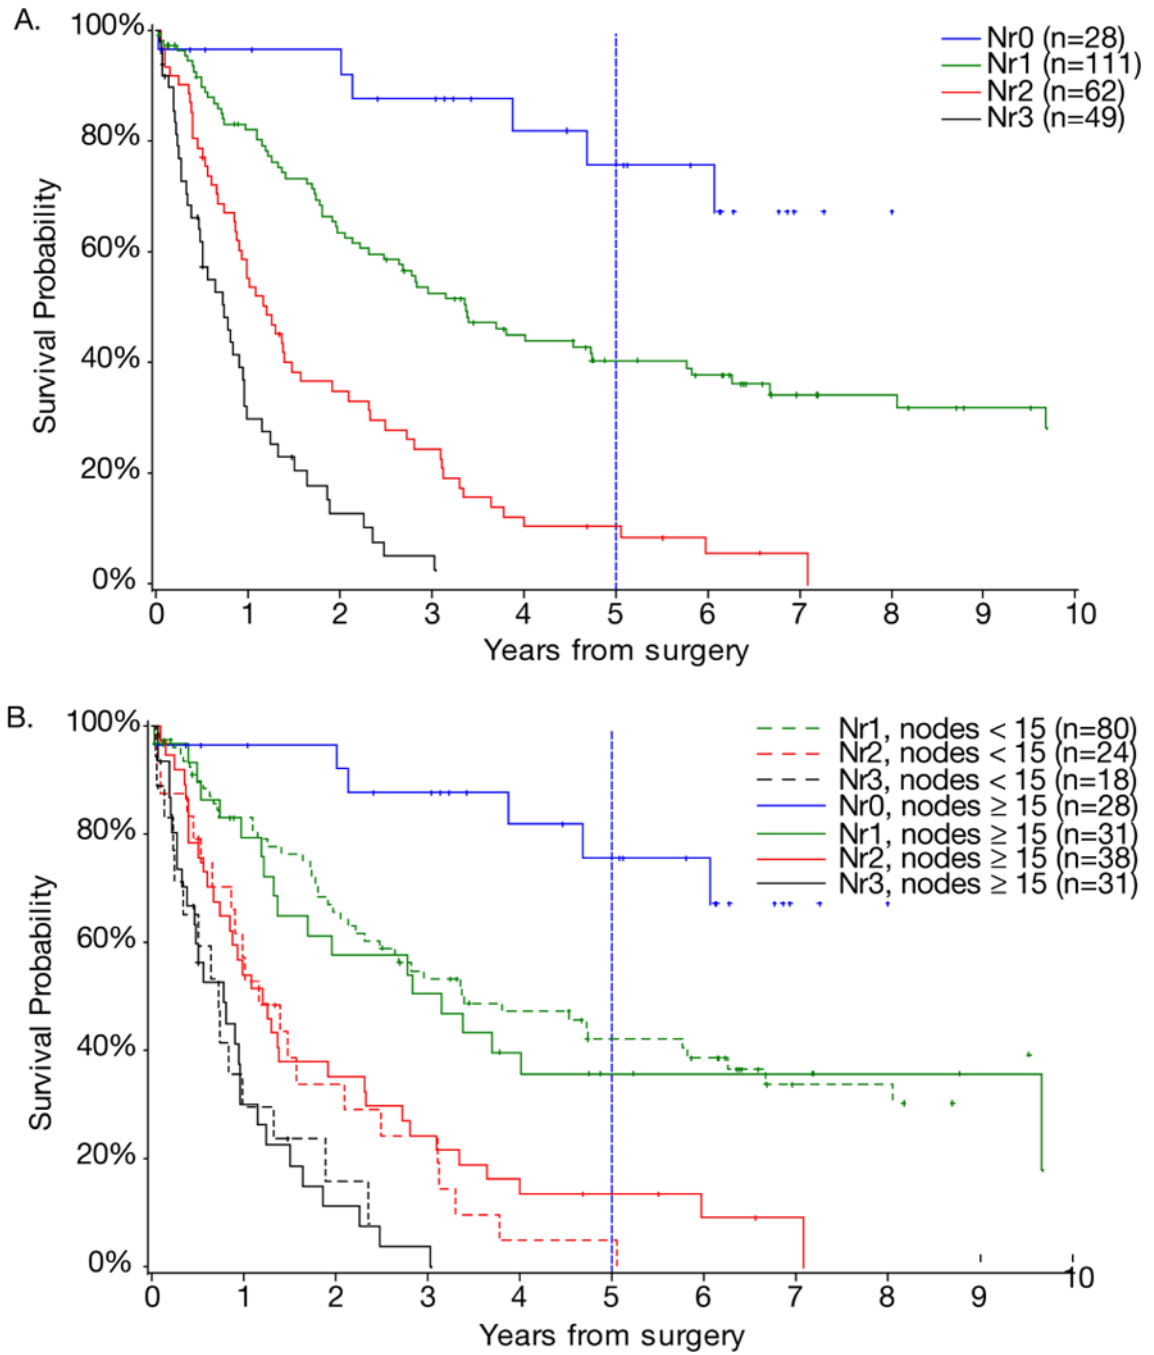 A.
100%
80%
60%
40%
20%
0%
Survival Probability
Nr0 (n=28)
Nr1 (n=111)
Nr2 (n=62)
Nr3 (n=49)
0 1 2 3 4 5 6 7 8 9 10
Years from surgery
B.
100%
80%
60%
40%
20%
0%
Survival Probability
Nr1, nodes < 15 (n=80)
Nr2, nodes < 15 (n=24)
Nr3, nodes < 15 (n=18)
Nr0, nodes ≥ 15 (n=28)
Nr1, nodes ≥ 15 (n=31)
Nr2, nodes ≥ 15 (n=38)
Nr3, nodes ≥ 15 (n=31)
0 1 2 3 4 5 6 7 8 9 10
Years from surgery